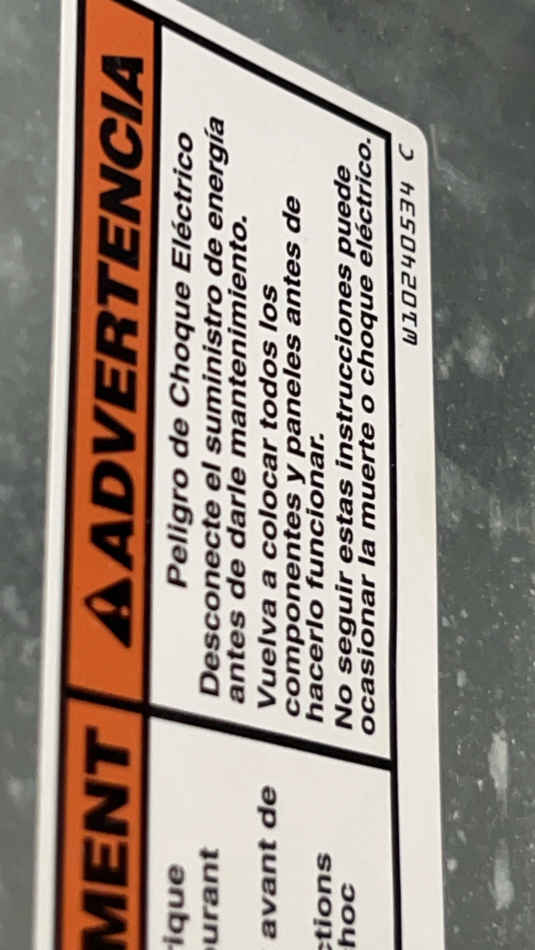 MENT
rique
ourant
avant de
ctions
hoc
ADVERTENCIA
Peligro de Choque Eléctrico
Desconecte el suministro de energía
antes de darle mantenimiento.
Vuelva a colocar todos los
componentes y paneles antes de
hacerlo funcionar.
No seguir estas instrucciones puede
ocasionar la muerte o choque eléctrico.
W10240534 C